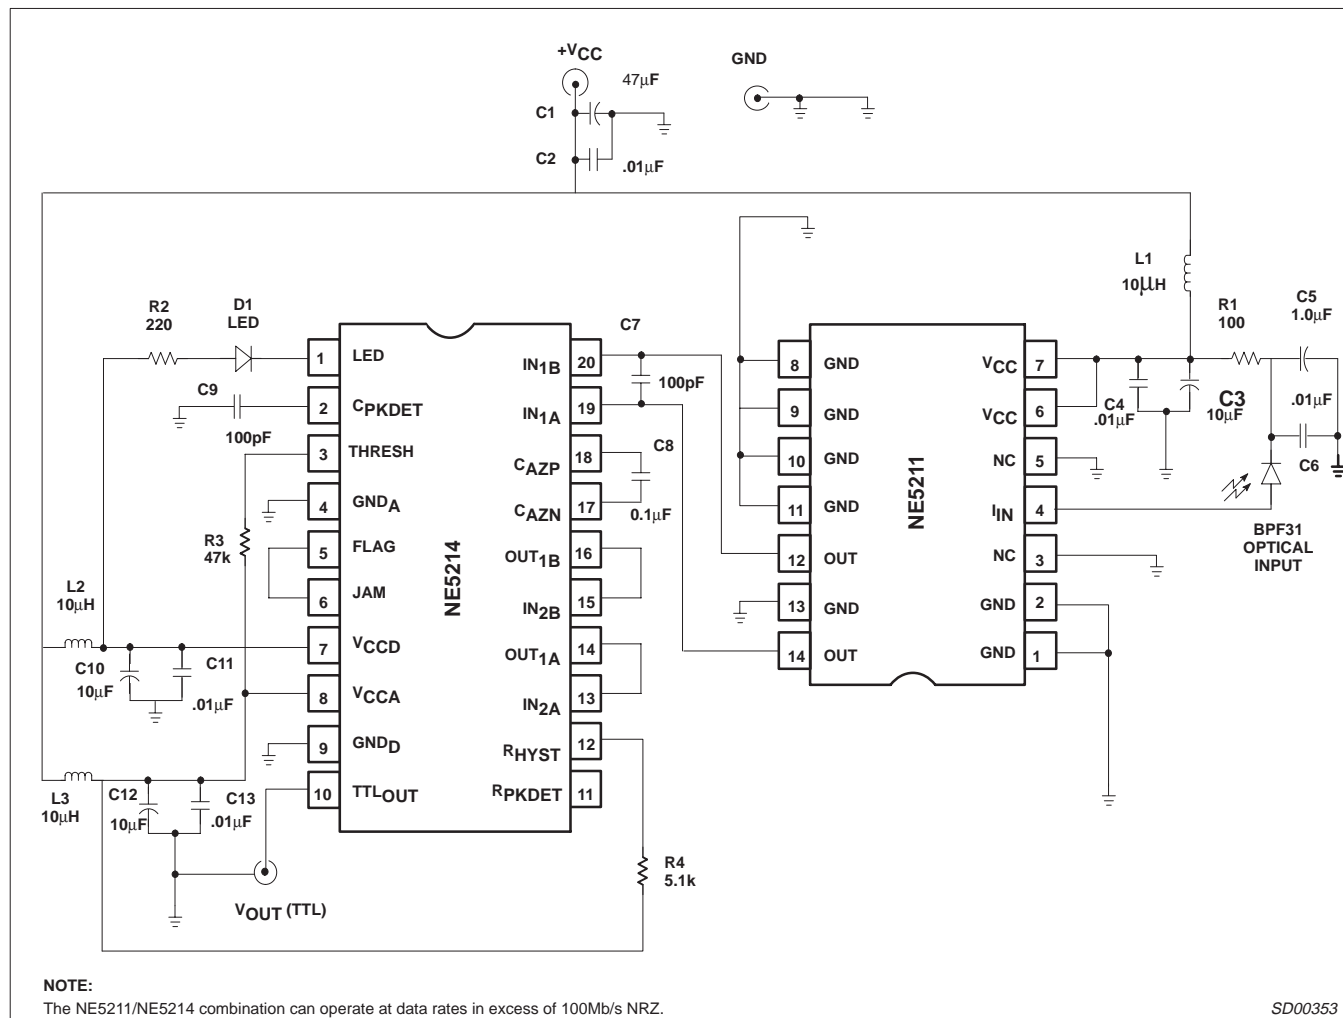 +VCC
47µF
GND
C1
C2
.01µF
L1
10µH
R1
100
C5
1.0µF
R2
220
D1
LED
C7
100pF
C9
100pF
C8
0.1µF
C4
.01µF
C3
10µF
.01µF
C6
BPF31
OPTICAL
INPUT
R3
47k
L2
10µH
C10
10µF
C11
.01µF
L3
10µH
C12
10µF
C13
.01µF
R4
5.1k
VOUT (TTL)
NE5214
1 LED
2 CPKDET
3 THRESH
4 GNDA
5 FLAG
6 JAM
7 VCCD
8 VCCA
9 GNDD
10 TTLOUT
IN1B 20
IN1A 19
CAZP 18
CAZN 17
OUT1B 16
IN2B 15
OUT1A 14
IN2A 13
RHYST 12
RPKDET 11
NE5211
8 GND
9 GND
10 GND
11 GND
12 OUT
13 GND
14 OUT
VCC 7
VCC 6
NC 5
IIN 4
NC 3
GND 2
GND 1
NOTE:
The NE5211/NE5214 combination can operate at data rates in excess of 100Mb/s NRZ.
SD00353